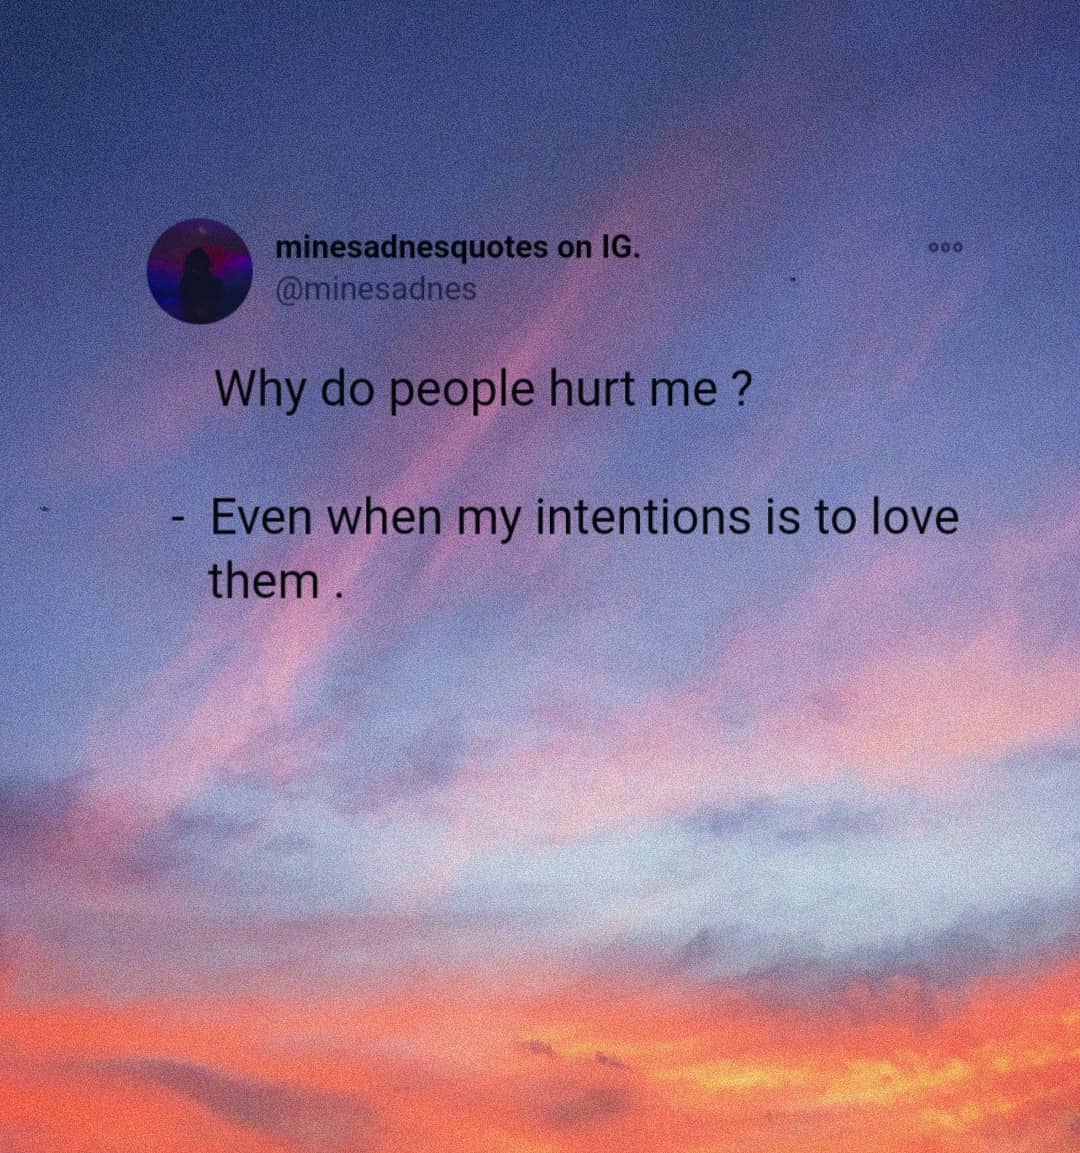 minesadnesquotes on IG.
@minesadnes
Why do people hurt me ?
- Even when my intentions is to love
them .